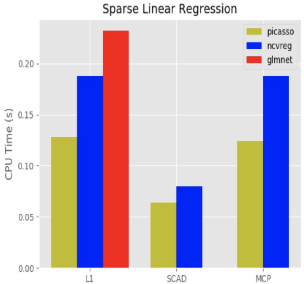 Sparse Linear Regression
picasso
ncvreg
glmnet
CPU Time (s)
0.20
0.15
0.10
0.05
0.00
L1
SCAD
MCP